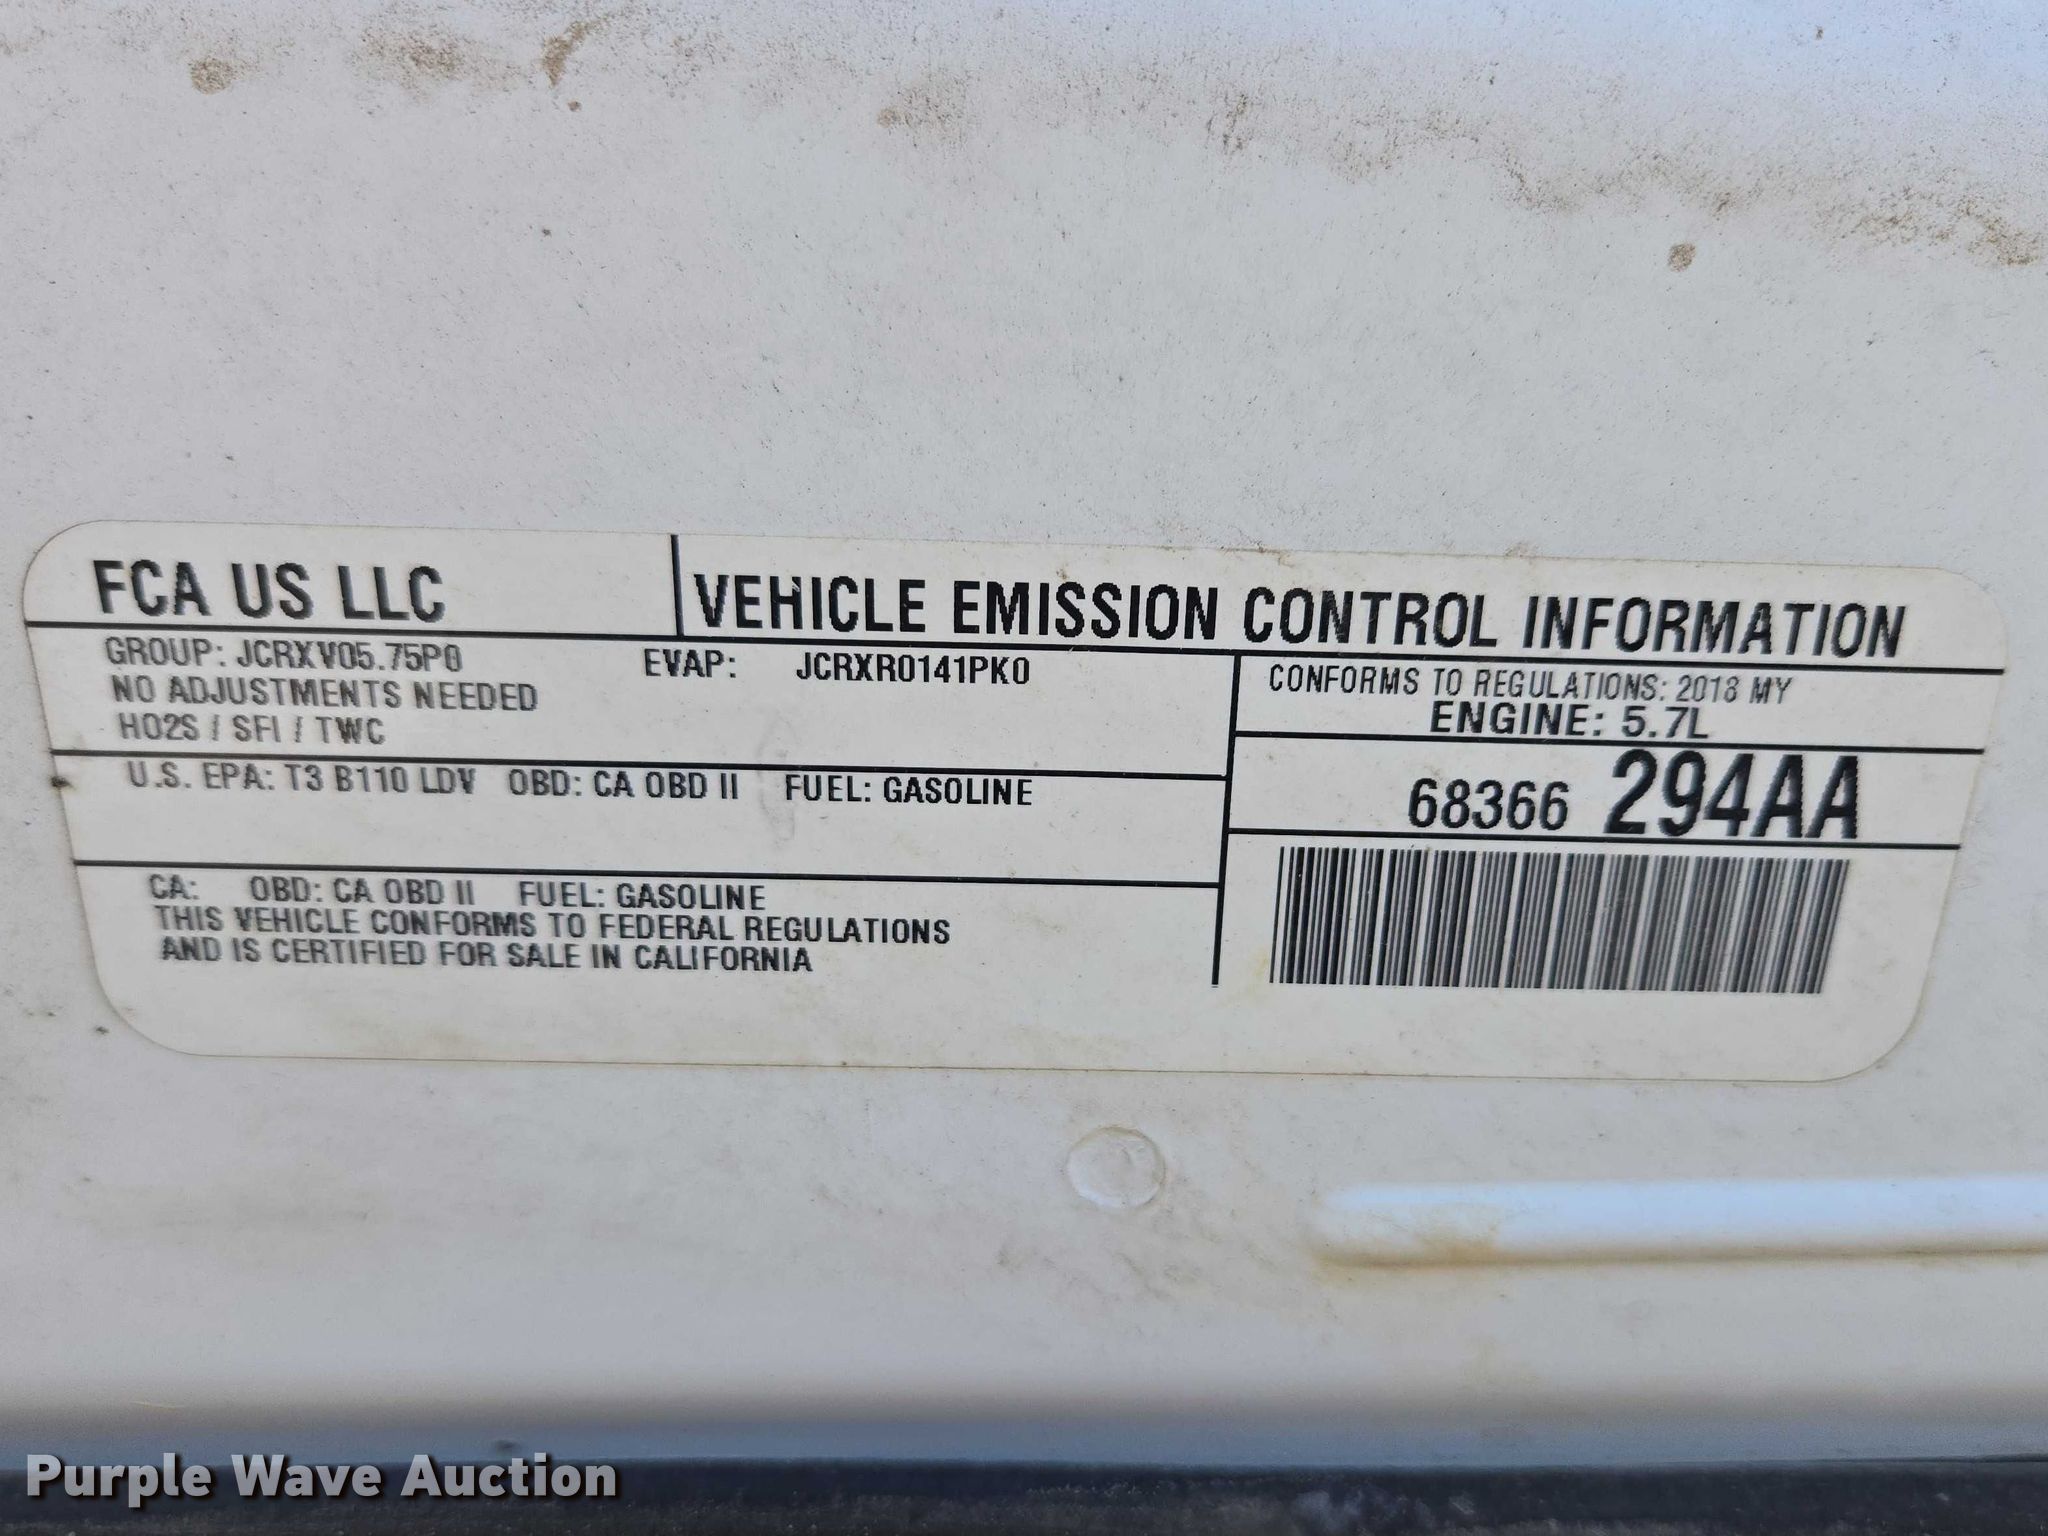 FCA US LLC
VEHICLE EMISSION CONTROL INFORMATION
GROUP: JCRXV05.75P0
EVAP: JCRXR0141PK0
NO ADJUSTMENTS NEEDED
HO2S / SFI / TWC
CONFORMS TO REGULATIONS: 2018 MY
ENGINE: 5.7L
U.S. EPA: T3 B110 LDV OBD: CA OBD II FUEL: GASOLINE
68366 294AA
CA: OBD: CA OBD II FUEL: GASOLINE
THIS VEHICLE CONFORMS TO FEDERAL REGULATIONS
AND IS CERTIFIED FOR SALE IN CALIFORNIA
Purple Wave Auction